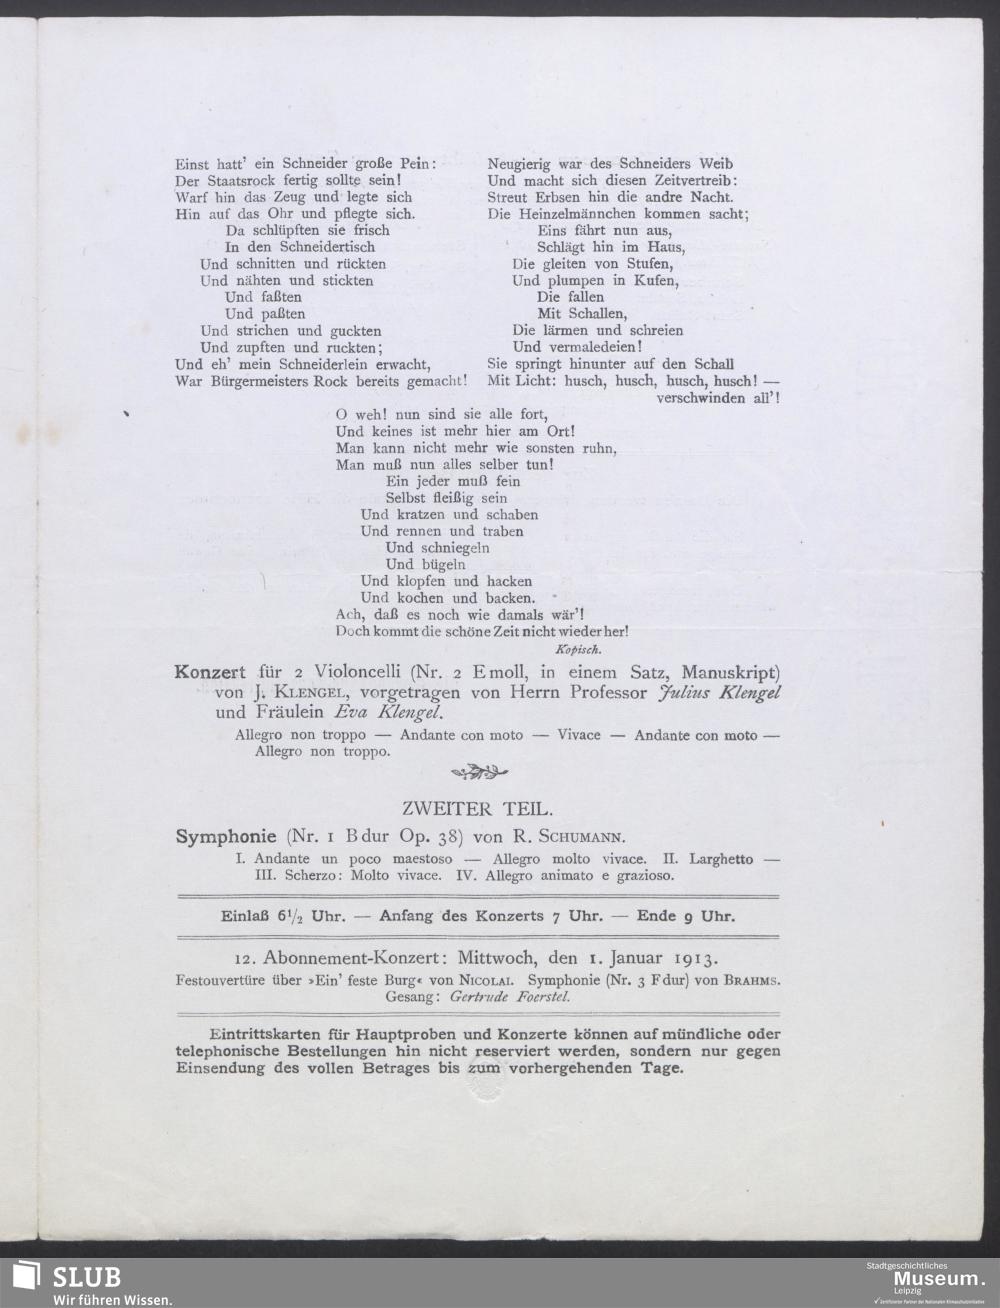 Einst hatt' ein Schneider große Pein:
Der Staatsrock fertig sollte sein!
Warf hin das Zeug und legte sich
Hin auf das Ohr und pflegte sich.
Da schlüpften sie frisch
In den Schneidertisch
Und schnitten und rückten
Und nähten und stickten
Und faßten
Und paßten
Und strichen und guckten
Und zupften und ruckten;
Und eh' mein Schneiderlein erwacht,
War Bürgermeisters Rock bereits gemacht!
Neugierig war des Schneiders Weib
Und macht sich diesen Zeitvertreib:
Streut Erbsen hin die andre Nacht.
Die Heinzelmännchen kommen sacht;
Eins fährt nun aus,
Schlägt hin im Haus,
Die gleiten von Stufen,
Und plumpen in Kufen,
Die fallen
Mit Schallen,
Die lärmen und schreien
Und vermaledeien!
Sie springt hinunter auf den Schall
Mit Licht: husch, husch, husch, husch! —
verschwinden all'!
O weh! nun sind sie alle fort,
Und keines ist mehr hier am Ort!
Man kann nicht mehr wie sonsten ruhn,
Man muß nun alles selber tun!
Ein jeder muß fein
Selbst fleißig sein
Und kratzen und schaben
Und rennen und traben
Und schniegeln
Und bügeln
Und klopfen und hacken
Und kochen und backen.
Ach, daß es noch wie damals wär'!
Doch kommt die schöne Zeit nicht wieder her!
Kopisch.
Konzert für 2 Violoncelli (Nr. 2 Emoll, in einem Satz, Manuskript)
von J. KLENGEL, vorgetragen von Herrn Professor Julius Klengel
und Fräulein Eva Klengel.
Allegro non troppo — Andante con moto — Vivace — Andante con moto —
Allegro non troppo.
ZWEITER TEIL.
Symphonie (Nr. 1 Bdur Op. 38) von R. SCHUMANN.
I. Andante un poco maestoso — Allegro molto vivace. II. Larghetto —
III. Scherzo: Molto vivace. IV. Allegro animato e grazioso.
Einlaß 6 1/2 Uhr. — Anfang des Konzerts 7 Uhr. — Ende 9 Uhr.
12. Abonnement-Konzert: Mittwoch, den 1. Januar 1913.
Festouvertüre über »Ein' feste Burg« von NICOLAI. Symphonie (Nr. 3 Fdur) von BRAHMS.
Gesang: Gertrude Foerstel.
Eintrittskarten für Hauptproben und Konzerte können auf mündliche oder
telephonische Bestellungen hin nicht reserviert werden, sondern nur gegen
Einsendung des vollen Betrages bis zum vorhergehenden Tage.
SLUB
Wir führen Wissen.
Stadtgeschichtliches
Museum.
Leipzig
Zertifizierter Partner der Nationalen Klimaschutzinitiative